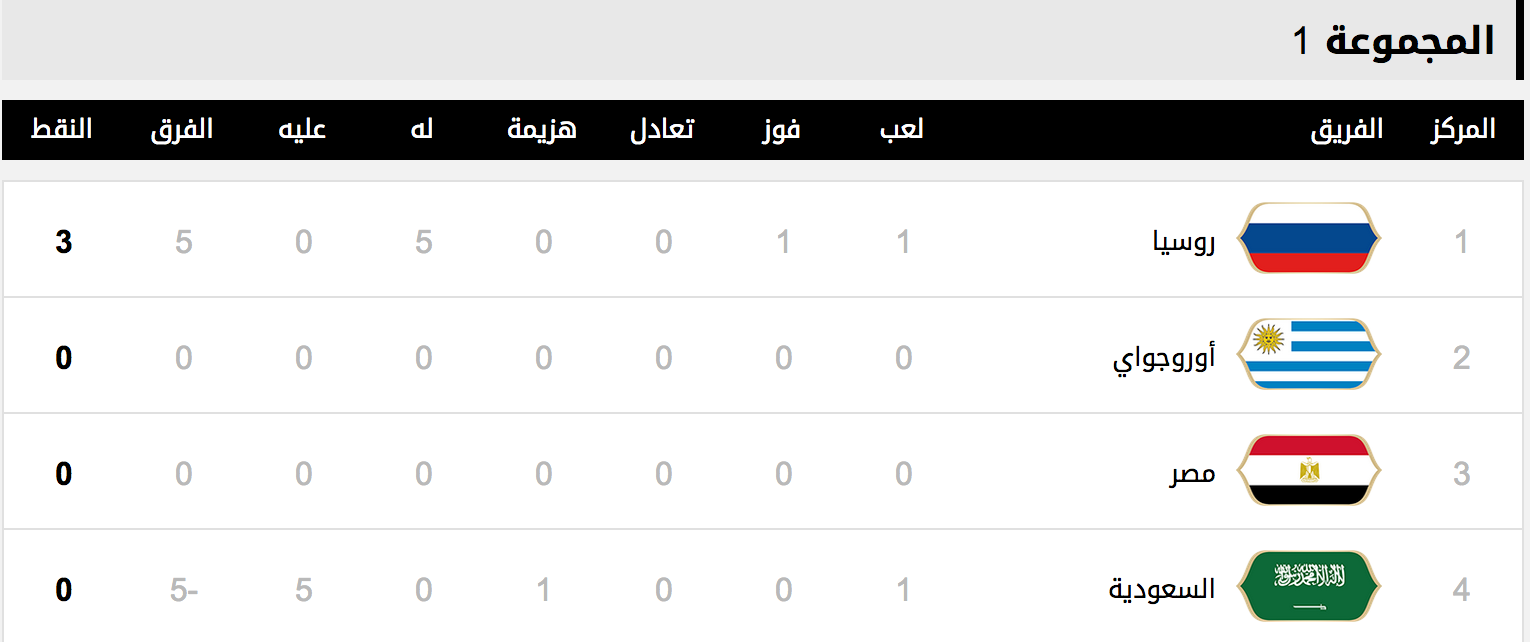 المجموعة 1
المركز الفريق لعب فوز تعادل هزيمة له عليه الفرق النقط
1 روسيا 1 1 0 0 5 0 5 3
2 أوروجواي 0 0 0 0 0 0 0 0
3 مصر 0 0 0 0 0 0 0 0
4 السعودية 1 0 0 1 0 5 -5 0